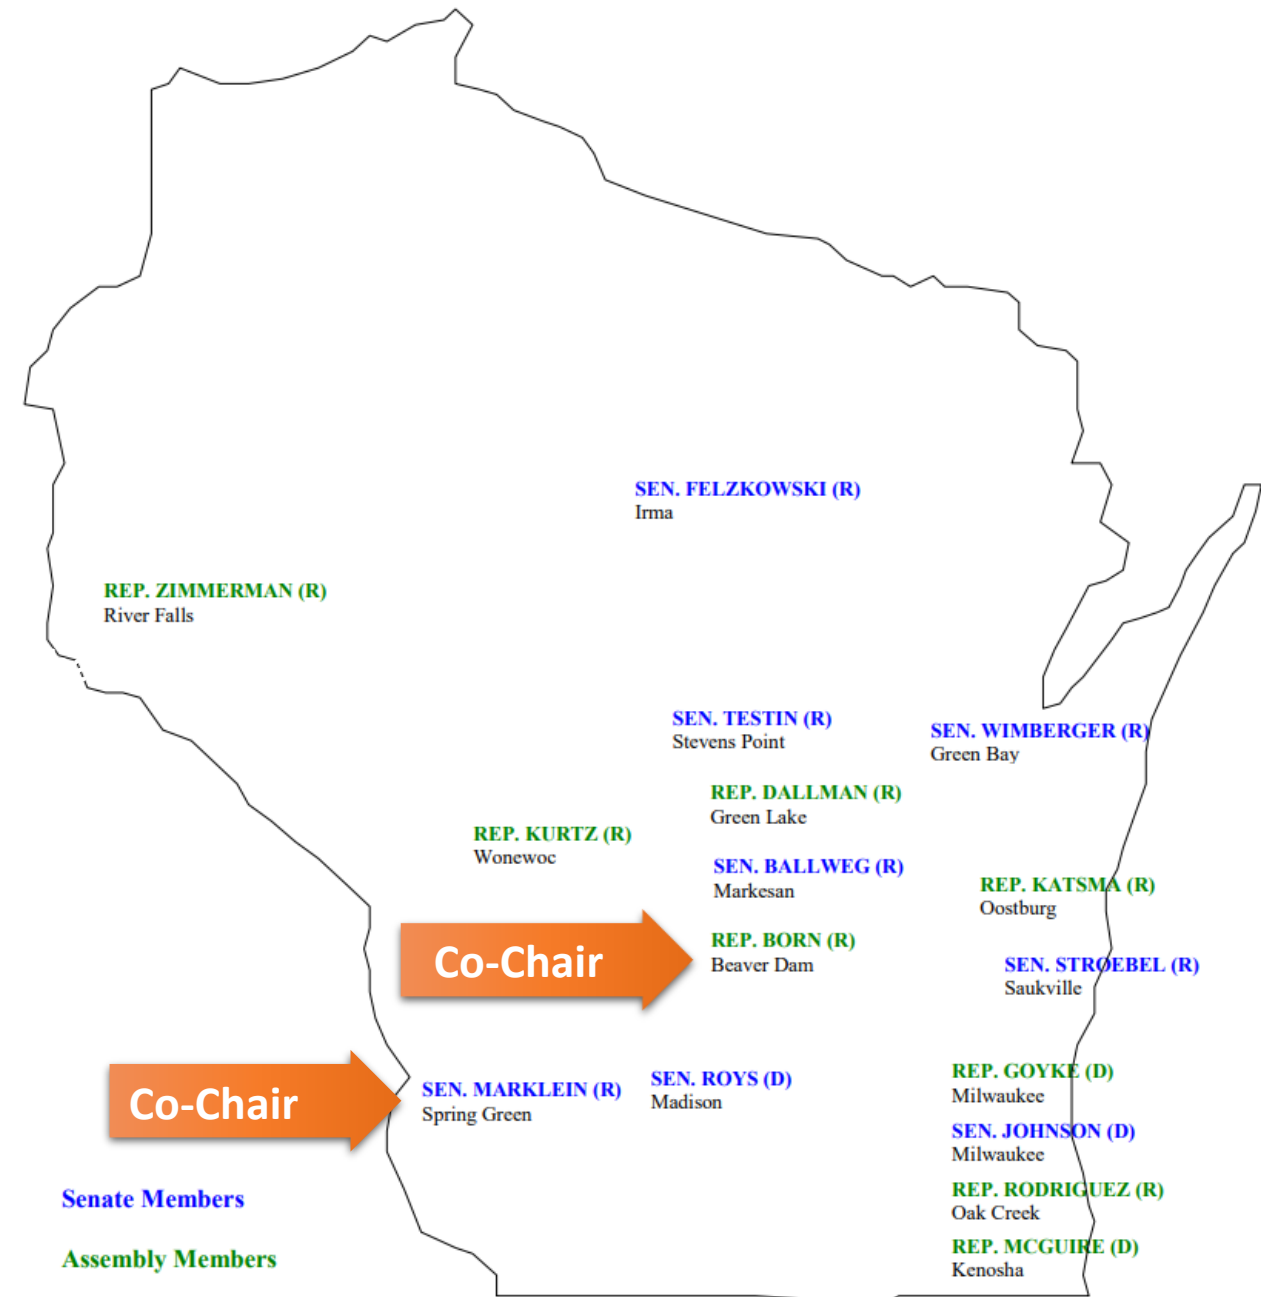 SEN. FELZKOWSKI (R)
Irma
REP. ZIMMERMAN (R)
River Falls
SEN. TESTIN (R)
Stevens Point
SEN. WIMBERGER (R)
Green Bay
REP. DALLMAN (R)
Green Lake
REP. KURTZ (R)
Wonewoc
SEN. BALLWEG (R)
Markesan
REP. KATSMA (R)
Oostburg
Co-Chair
REP. BORN (R)
Beaver Dam
SEN. STROEBEL (R)
Saukville
Co-Chair
SEN. MARKLEIN (R)
Spring Green
SEN. ROYS (D)
Madison
REP. GOYKE (D)
Milwaukee
SEN. JOHNSON (D)
Milwaukee
REP. RODRIGUEZ (R)
Oak Creek
REP. MCGUIRE (D)
Kenosha
Senate Members
Assembly Members